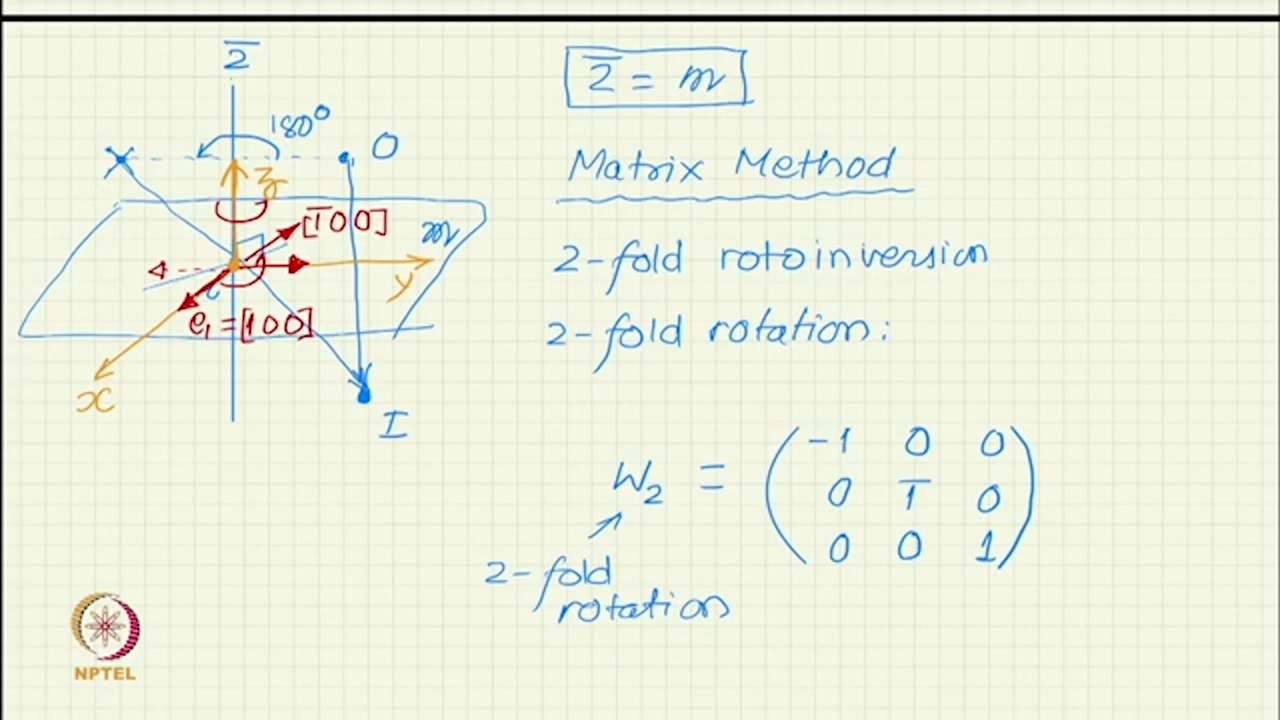 2̅
180°
O
z
[1̅00]
m
y
e₁=[100]
x
I
2̅ = m
Matrix Method
2-fold rotoinversion
2-fold rotation:
W₂ = (-1 0 0
0 1̅ 0
0 0 1)
2-fold
rotation
NPTEL